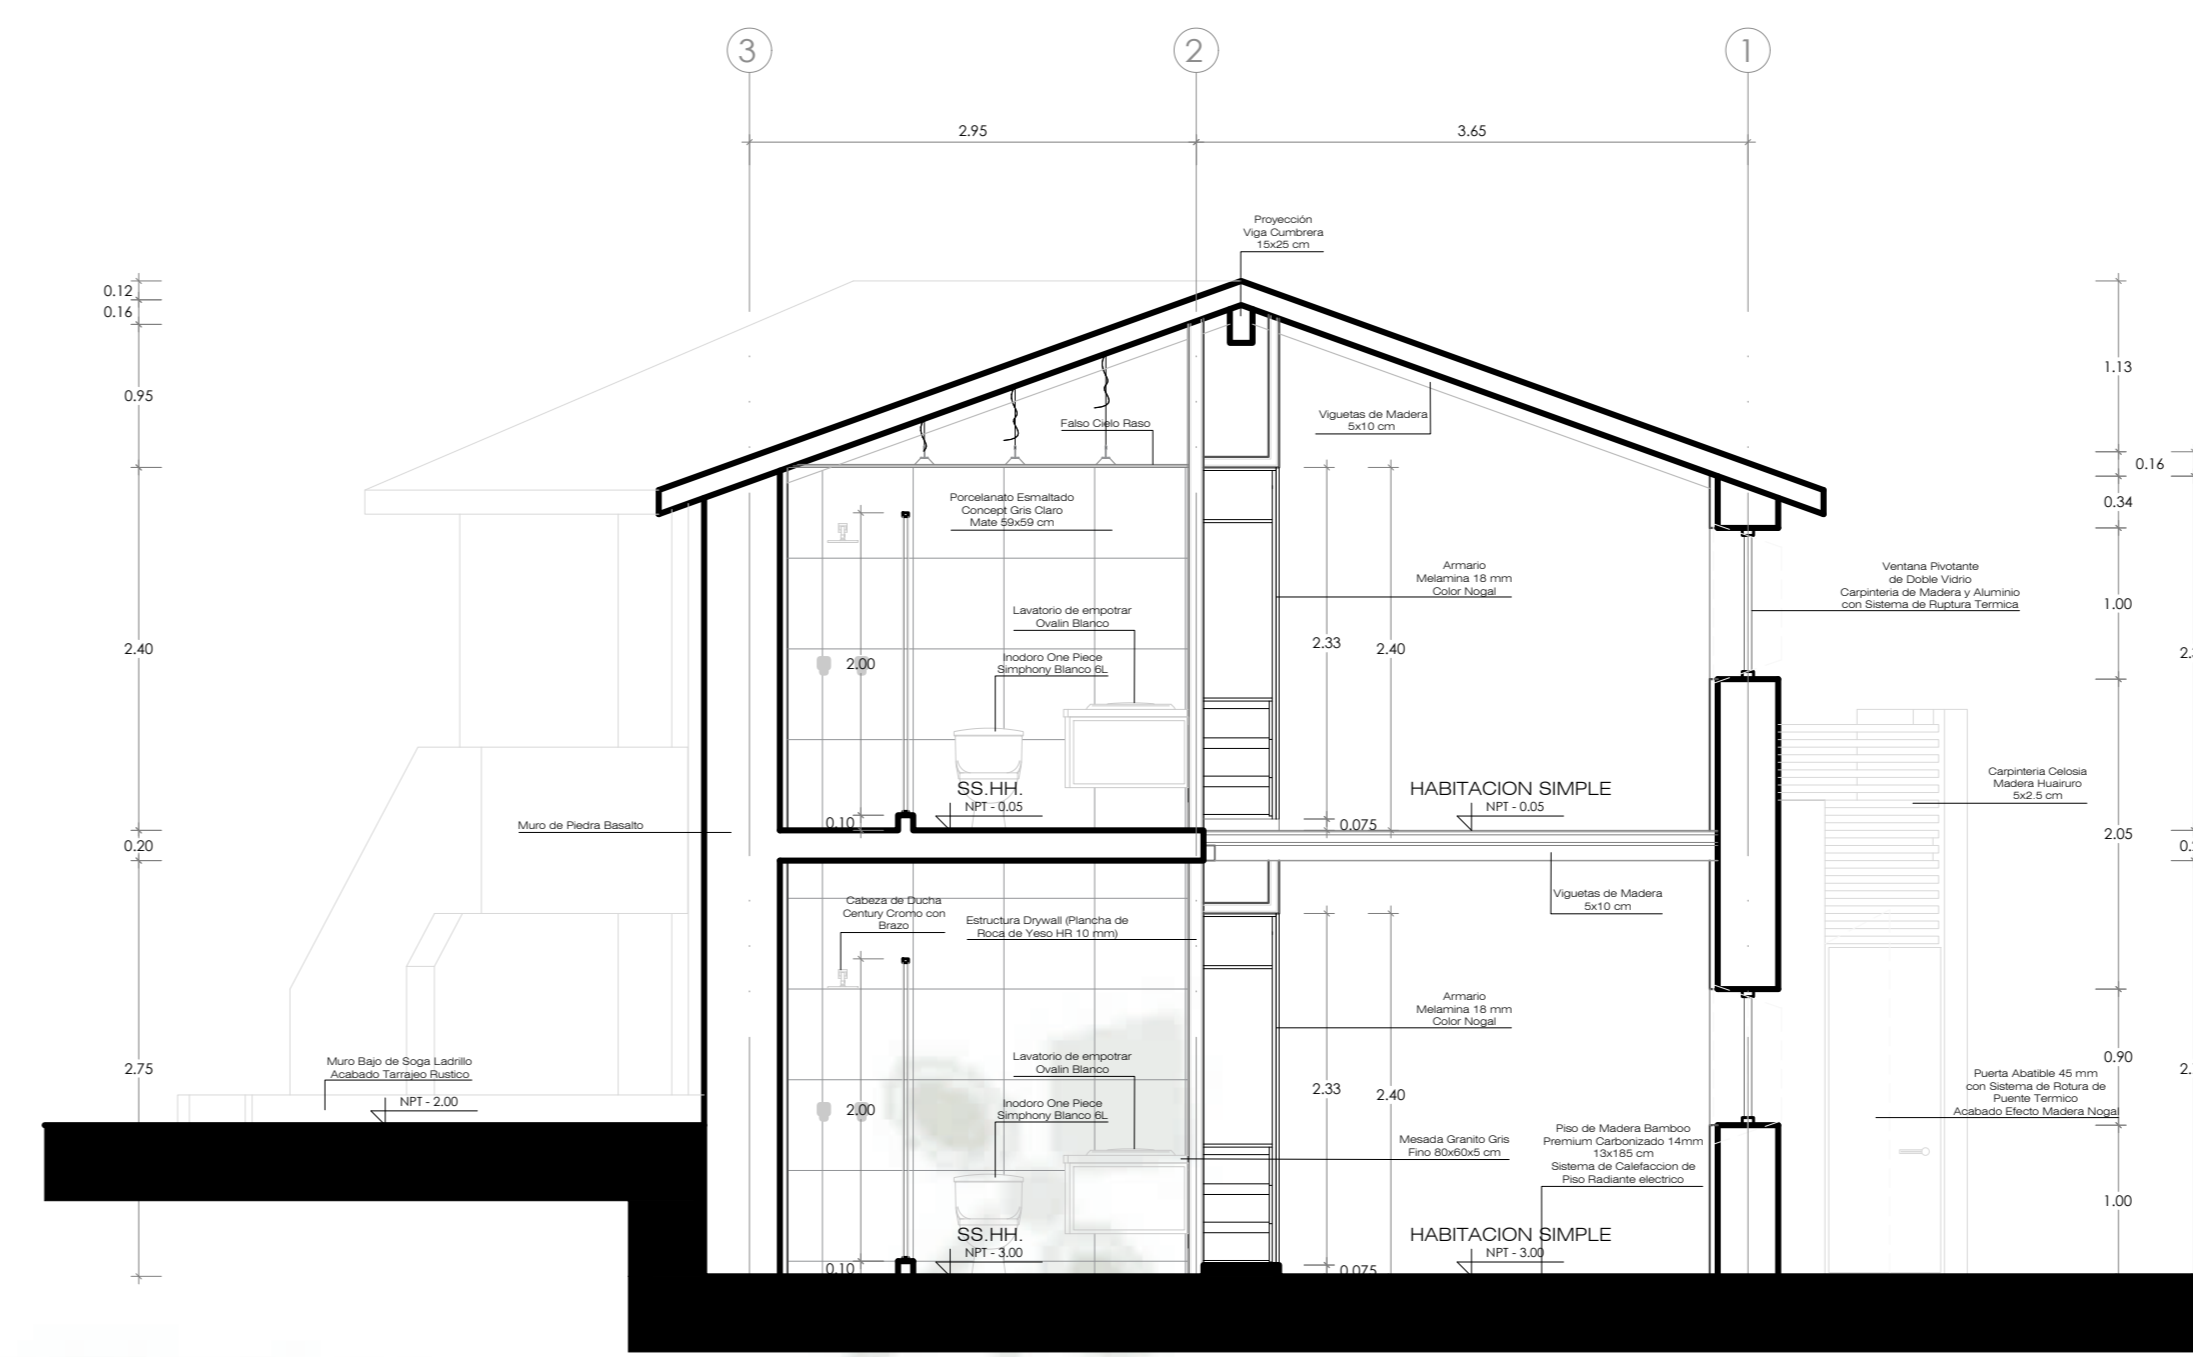 3
2
1
2.95
3.65
Proyección
Viga Cumbrera
15x25 cm
0.12
0.16
0.95
2.40
0.20
2.75
Viguetas de Madera
5x10 cm
Falso Cielo Raso
Porcelanato Esmaltado
Concept Gris Claro
Mate 59x59 cm
Lavatorio de empotrar
Ovalin Blanco
Inodoro One Piece
Simphony Blanco 6L
2.00
0.10
SS.HH.
NPT - 0.05
Armario
Melamina 18 mm
Color Nogal
2.33
2.40
0.075
HABITACION SIMPLE
NPT - 0.05
Ventana Pivotante
de Doble Vidrio
Carpinteria de Madera y Aluminio
con Sistema de Ruptura Termica
1.13
0.16
0.34
1.00
2.05
0.90
1.00
Carpinteria Celosia
Madera Huairuro
5x2.5 cm
Muro de Piedra Basalto
Viguetas de Madera
5x10 cm
Cabeza de Ducha
Century Cromo con
Brazo
Estructura Drywall (Plancha de
Roca de Yeso HR 10 mm)
Armario
Melamina 18 mm
Color Nogal
Muro Bajo de Soga Ladrillo
Acabado Tarrajeo Rustico
NPT - 2.00
Lavatorio de empotrar
Ovalin Blanco
Inodoro One Piece
Simphony Blanco 6L
2.00
0.10
SS.HH.
NPT - 3.00
2.33
2.40
0.075
Mesada Granito Gris
Fino 80x60x5 cm
Piso de Madera Bamboo
Premium Carbonizado 14mm
13x185 cm
Sistema de Calefaccion de
Piso Radiante electrico
HABITACION SIMPLE
NPT - 3.00
Puerta Abatible 45 mm
con Sistema de Rotura de
Puente Termico
Acabado Efecto Madera Nogal